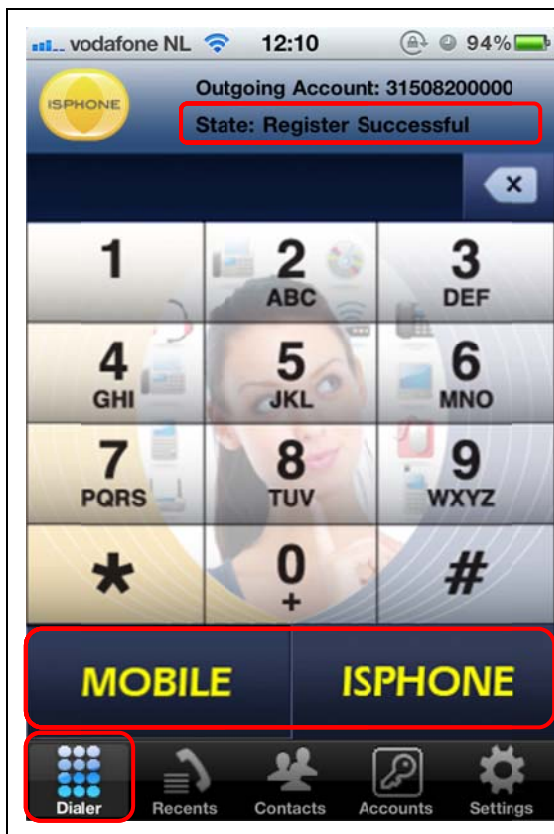 vodafone NL 12:10 94%
ISPHONE
Outgoing Account: 31508200000
State: Register Successful
x
1 2 3
ABC DEF
4 5 6
GHI JKL MNO
7 8 9
PQRS TUV WXYZ
* 0 #
+
MOBILE ISPHONE
Dialer Recents Contacts Accounts Settings